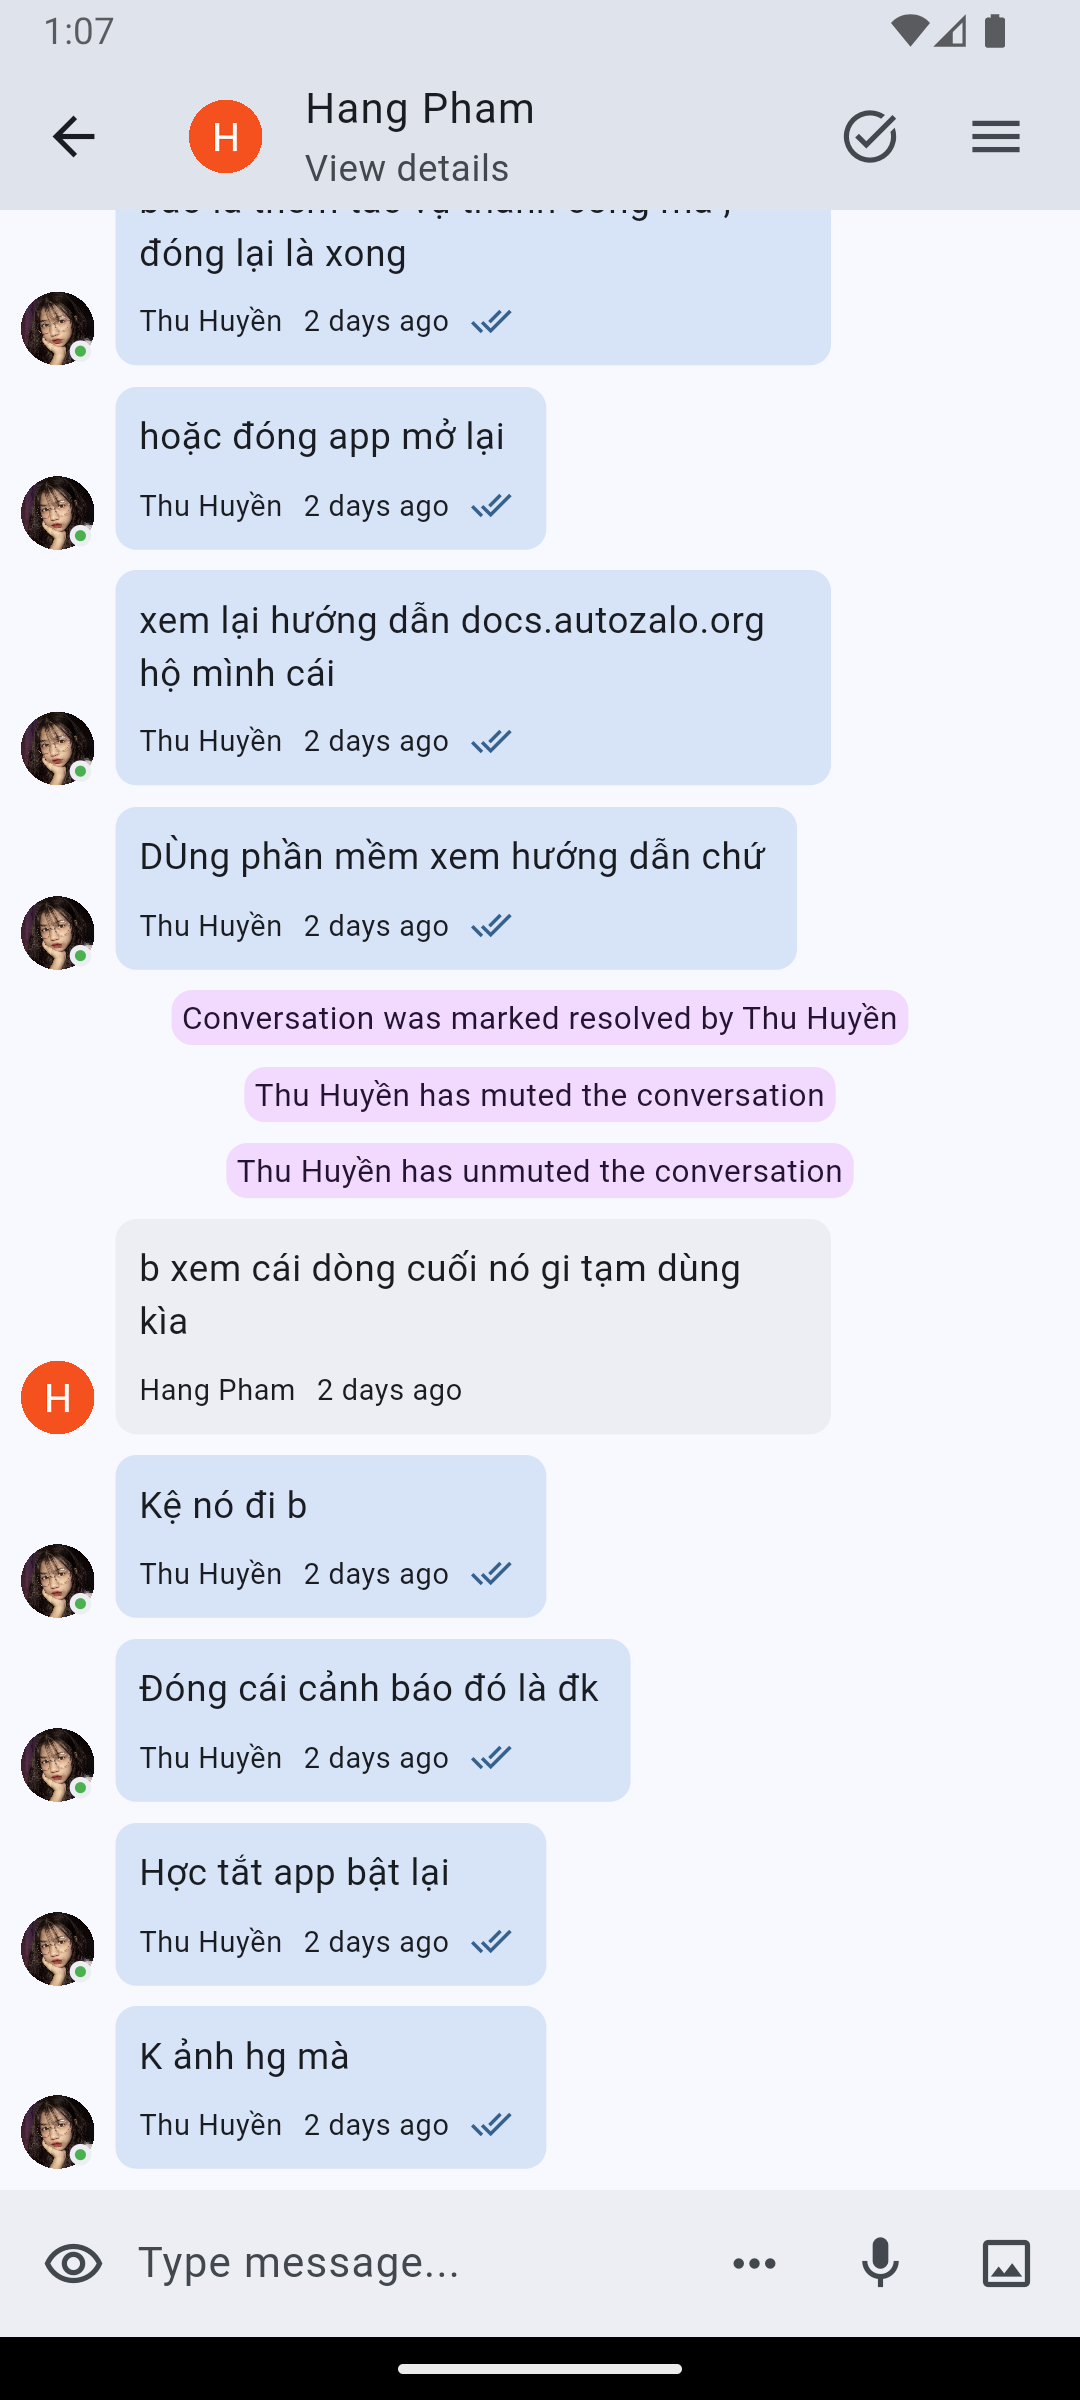 1:07
Hang Pham
View details
đóng lại là xong
Thu Huyền 2 days ago
hoặc đóng app mở lại
Thu Huyền 2 days ago
xem lại hướng dẫn docs.autozalo.org
hộ mình cái
Thu Huyền 2 days ago
DÙng phần mềm xem hướng dẫn chứ
Thu Huyền 2 days ago
Conversation was marked resolved by Thu Huyền
Thu Huyền has muted the conversation
Thu Huyền has unmuted the conversation
b xem cái dòng cuối nó gi tạm dùng
kìa
H
Hang Pham 2 days ago
Kệ nó đi b
Thu Huyền 2 days ago
Đóng cái cảnh báo đó là đk
Thu Huyền 2 days ago
Hợc tắt app bật lại
Thu Huyền 2 days ago
K ảnh hg mà
Thu Huyền 2 days ago
Type message...